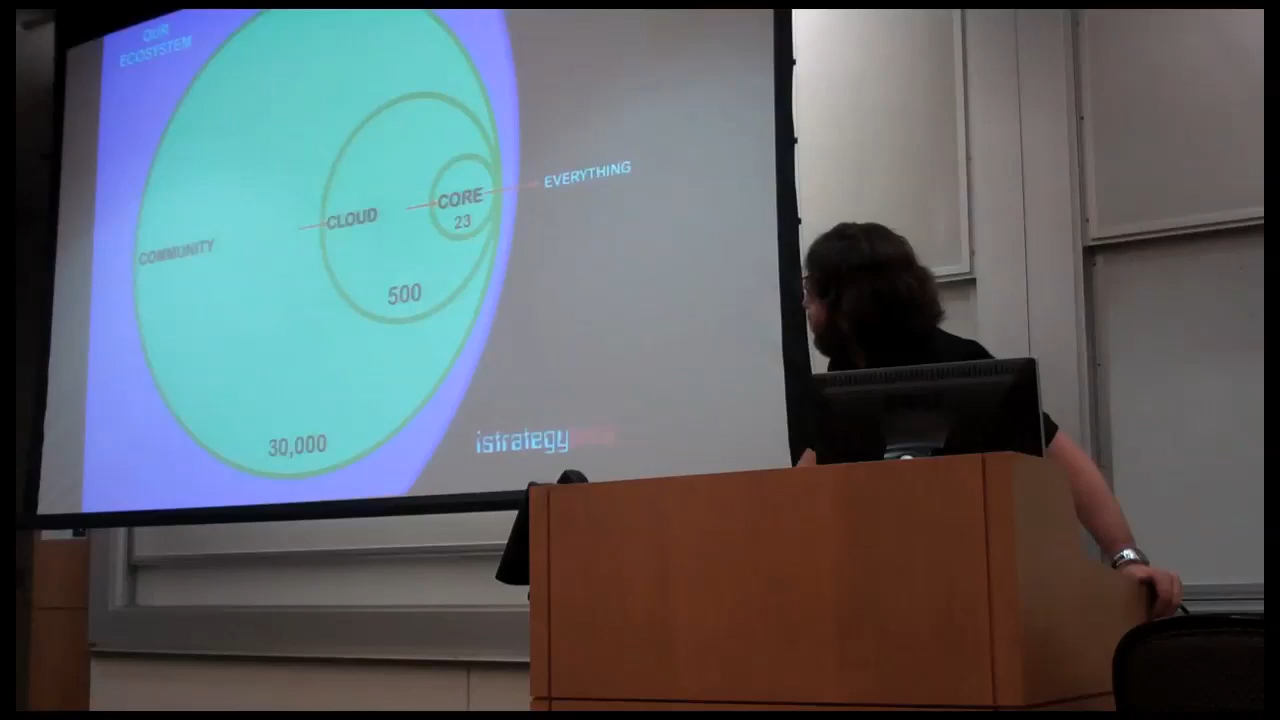 OUR
ECOSYSTEM
EVERYTHING
CORE
23
CLOUD
COMMUNITY
500
30,000
istrategy